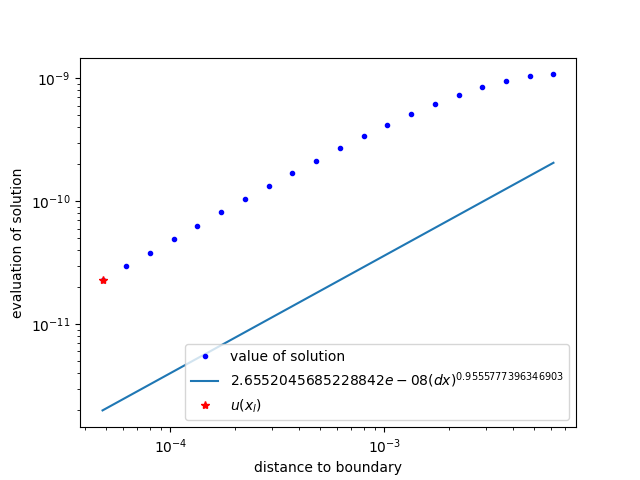 10⁻⁹
10⁻¹⁰
10⁻¹¹
evaluation of solution
value of solution
2.6552045685228842e − 08(dx)^0.9555777396346903
u(x_l)
10⁻⁴
10⁻³
distance to boundary